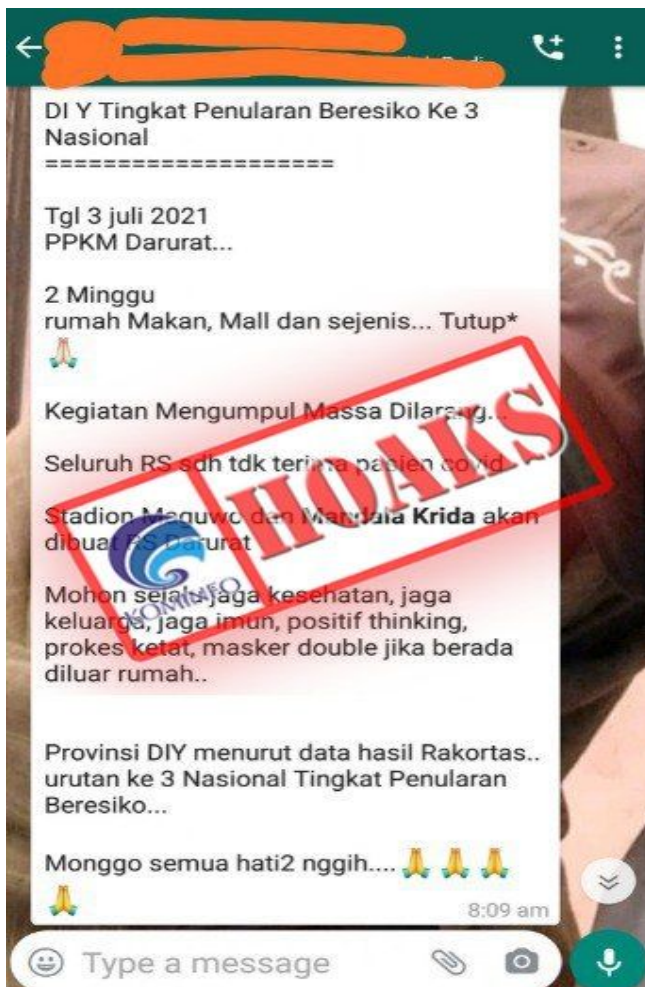 DI Y Tingkat Penularan Beresiko Ke 3
Nasional
=====================
Tgl 3 juli 2021
PPKM Darurat...
2 Minggu
rumah Makan, Mall dan sejenis... Tutup*
🙏🏻
Kegiatan Mengumpul Massa Dilarang...
Seluruh RS sdh tdk terima pasien covid
Stadion Maguwo dan Mandala Krida akan
dibuat RS Darurat
HOAKS
KOMINFO
Mohon selalu jaga kesehatan, jaga
keluarga, jaga imun, positif thinking,
prokes ketat, masker double jika berada
diluar rumah..
Provinsi DIY menurut data hasil Rakortas..
urutan ke 3 Nasional Tingkat Penularan
Beresiko...
Monggo semua hati2 nggih.... 🙏 🙏 🙏
🙏
8:09 am
Type a message